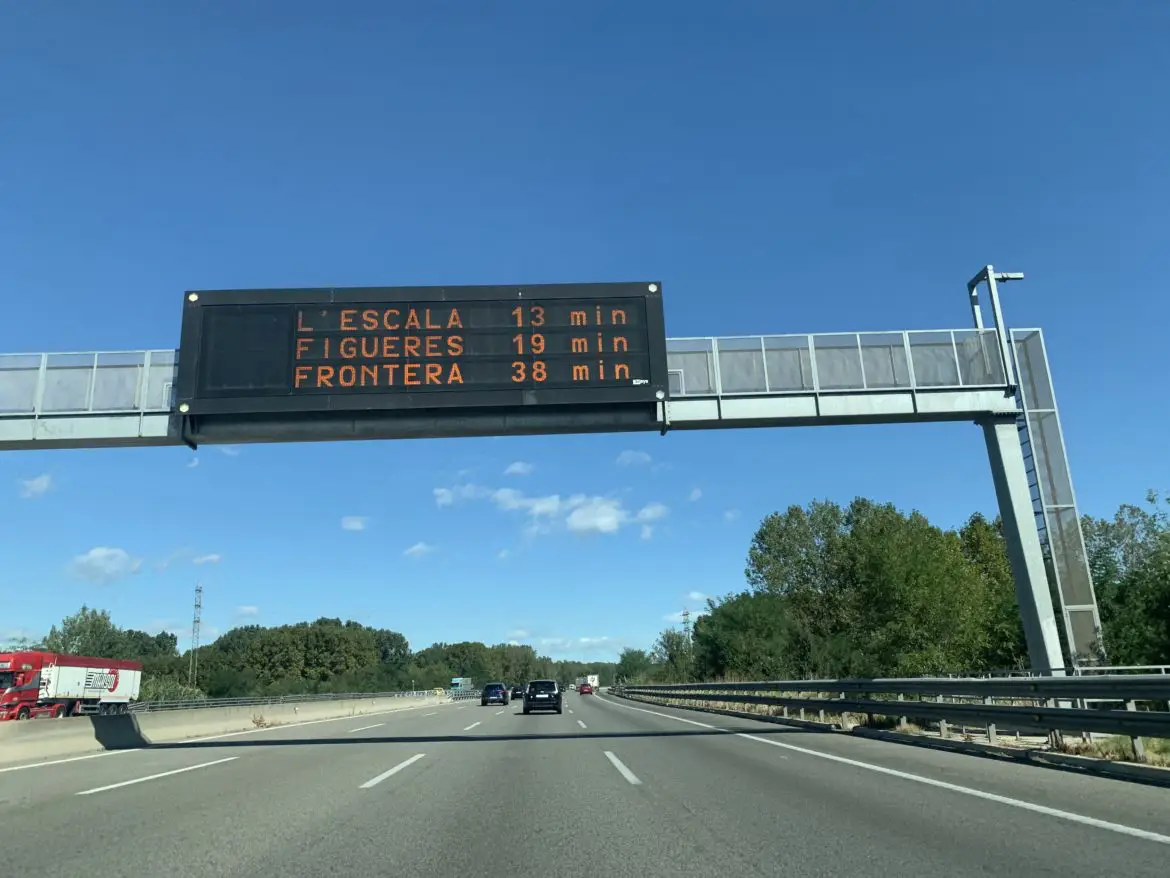 L'ESCALA 13 min
FIGUERES 19 min
FRONTERA 38 min